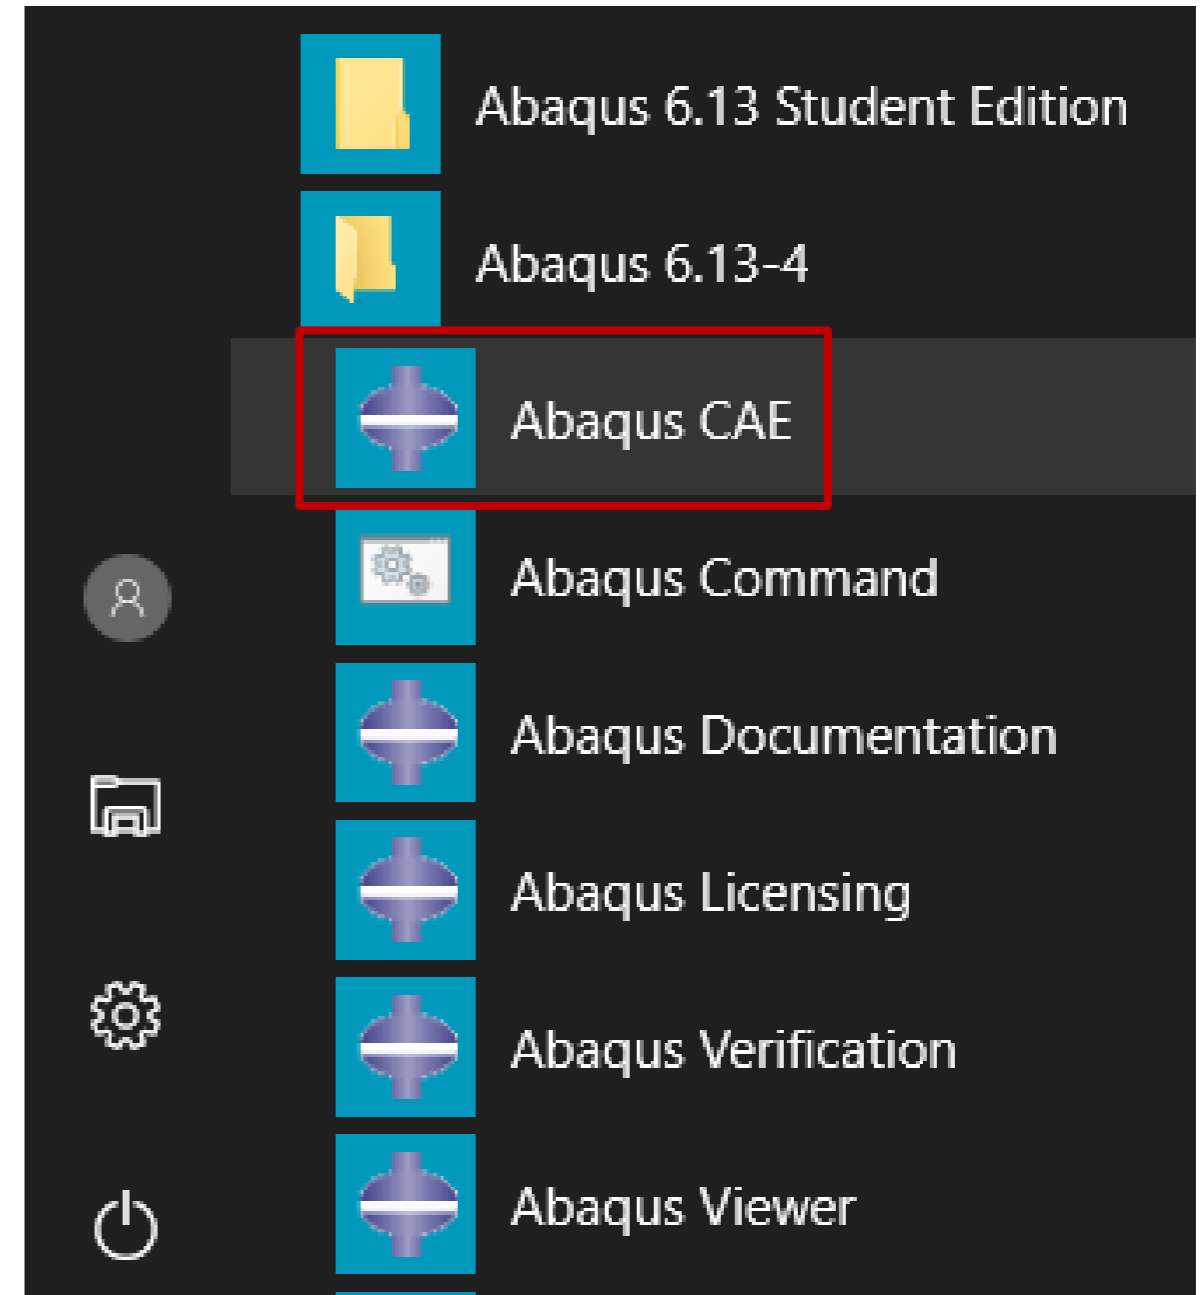 Abaqus 6.13 Student Edition
Abaqus 6.13-4
Abaqus CAE
Abaqus Command
Abaqus Documentation
Abaqus Licensing
Abaqus Verification
Abaqus Viewer